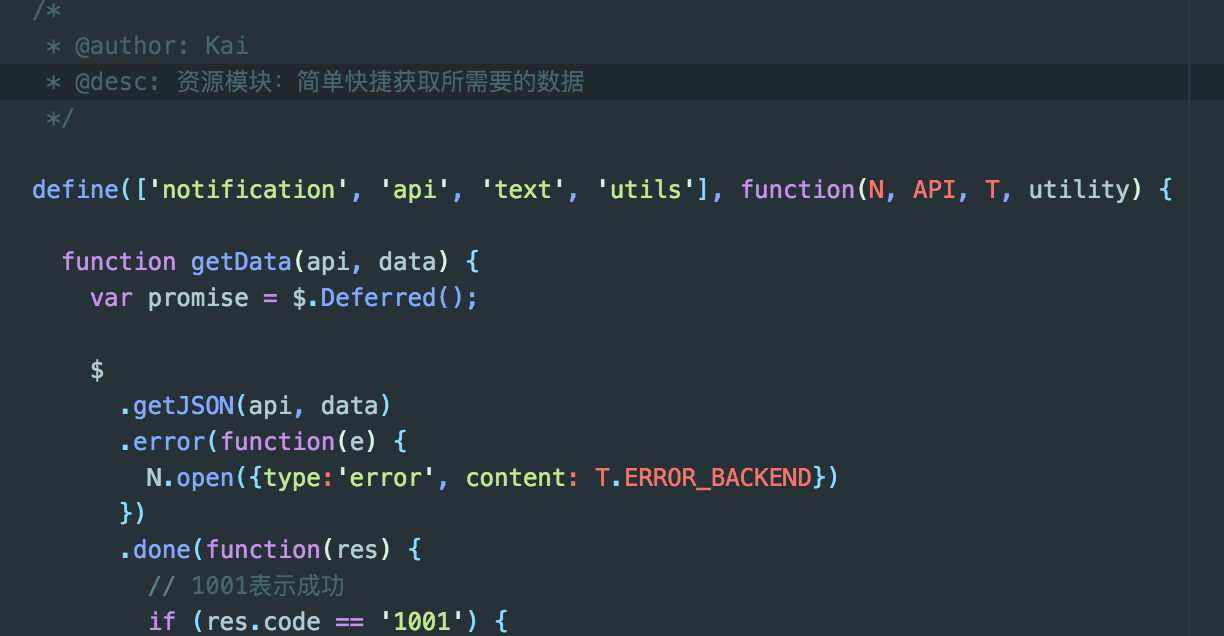 /*
 * @author: Kai
 * @desc: 资源模块：简单快捷获取所需要的数据
 */
define(['notification', 'api', 'text', 'utils'], function(N, API, T, utility) {
  function getData(api, data) {
    var promise = $.Deferred();
    $
      .getJSON(api, data)
      .error(function(e) {
        N.open({type:'error', content: T.ERROR_BACKEND})
      })
      .done(function(res) {
        // 1001表示成功
        if (res.code == '1001') {